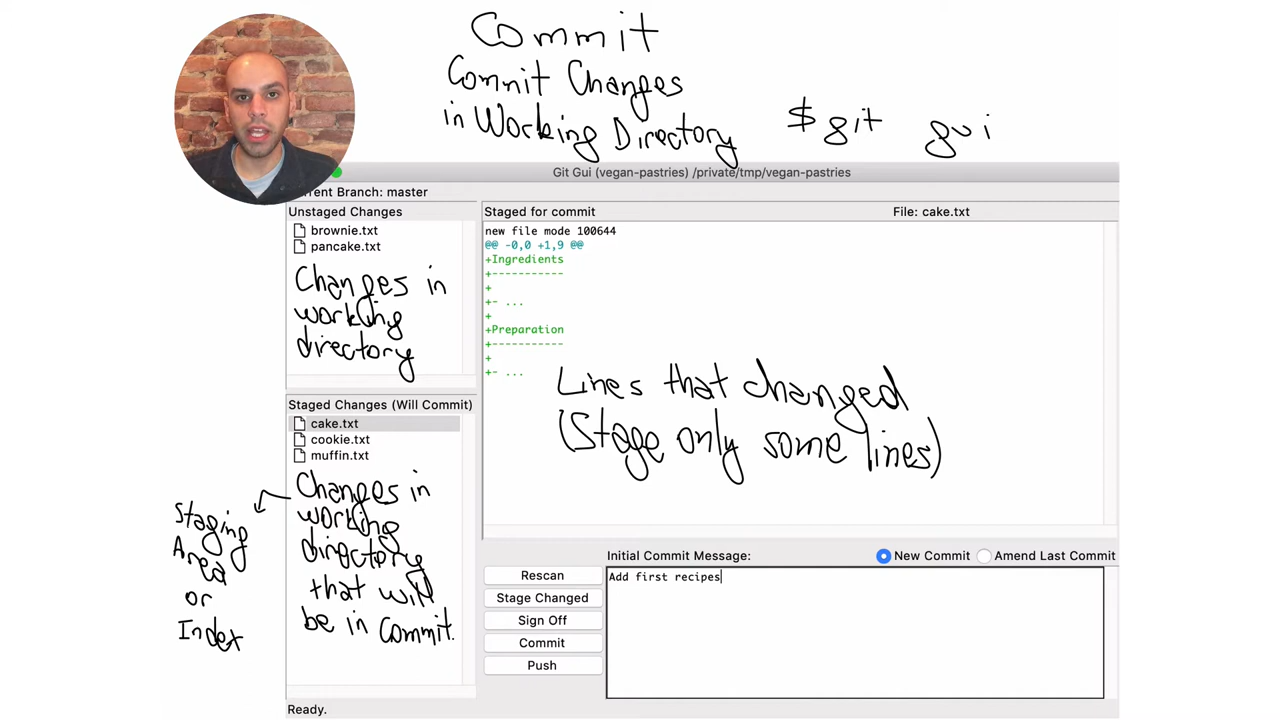 Commit
Commit Changes
in Working Directory
$ git gui
Git Gui (vegan-pastries) /private/tmp/vegan-pastries
rent Branch: master
Unstaged Changes
brownie.txt
pancake.txt
Changes in
working
directory
Staged Changes (Will Commit)
cake.txt
cookie.txt
muffin.txt
Changes in
working
directory
that will
be in Commit.
Staging
Area
or
Index
Staged for commit
File: cake.txt
new file mode 100644
@@ -0,0 +1,9 @@
+Ingredients
+-----------
+
+- ...
+
+Preparation
+-----------
+
+- ...
Lines that changed
(Stage only some lines)
Rescan
Stage Changed
Sign Off
Commit
Push
Initial Commit Message:
New Commit
Amend Last Commit
Add first recipes
Ready.